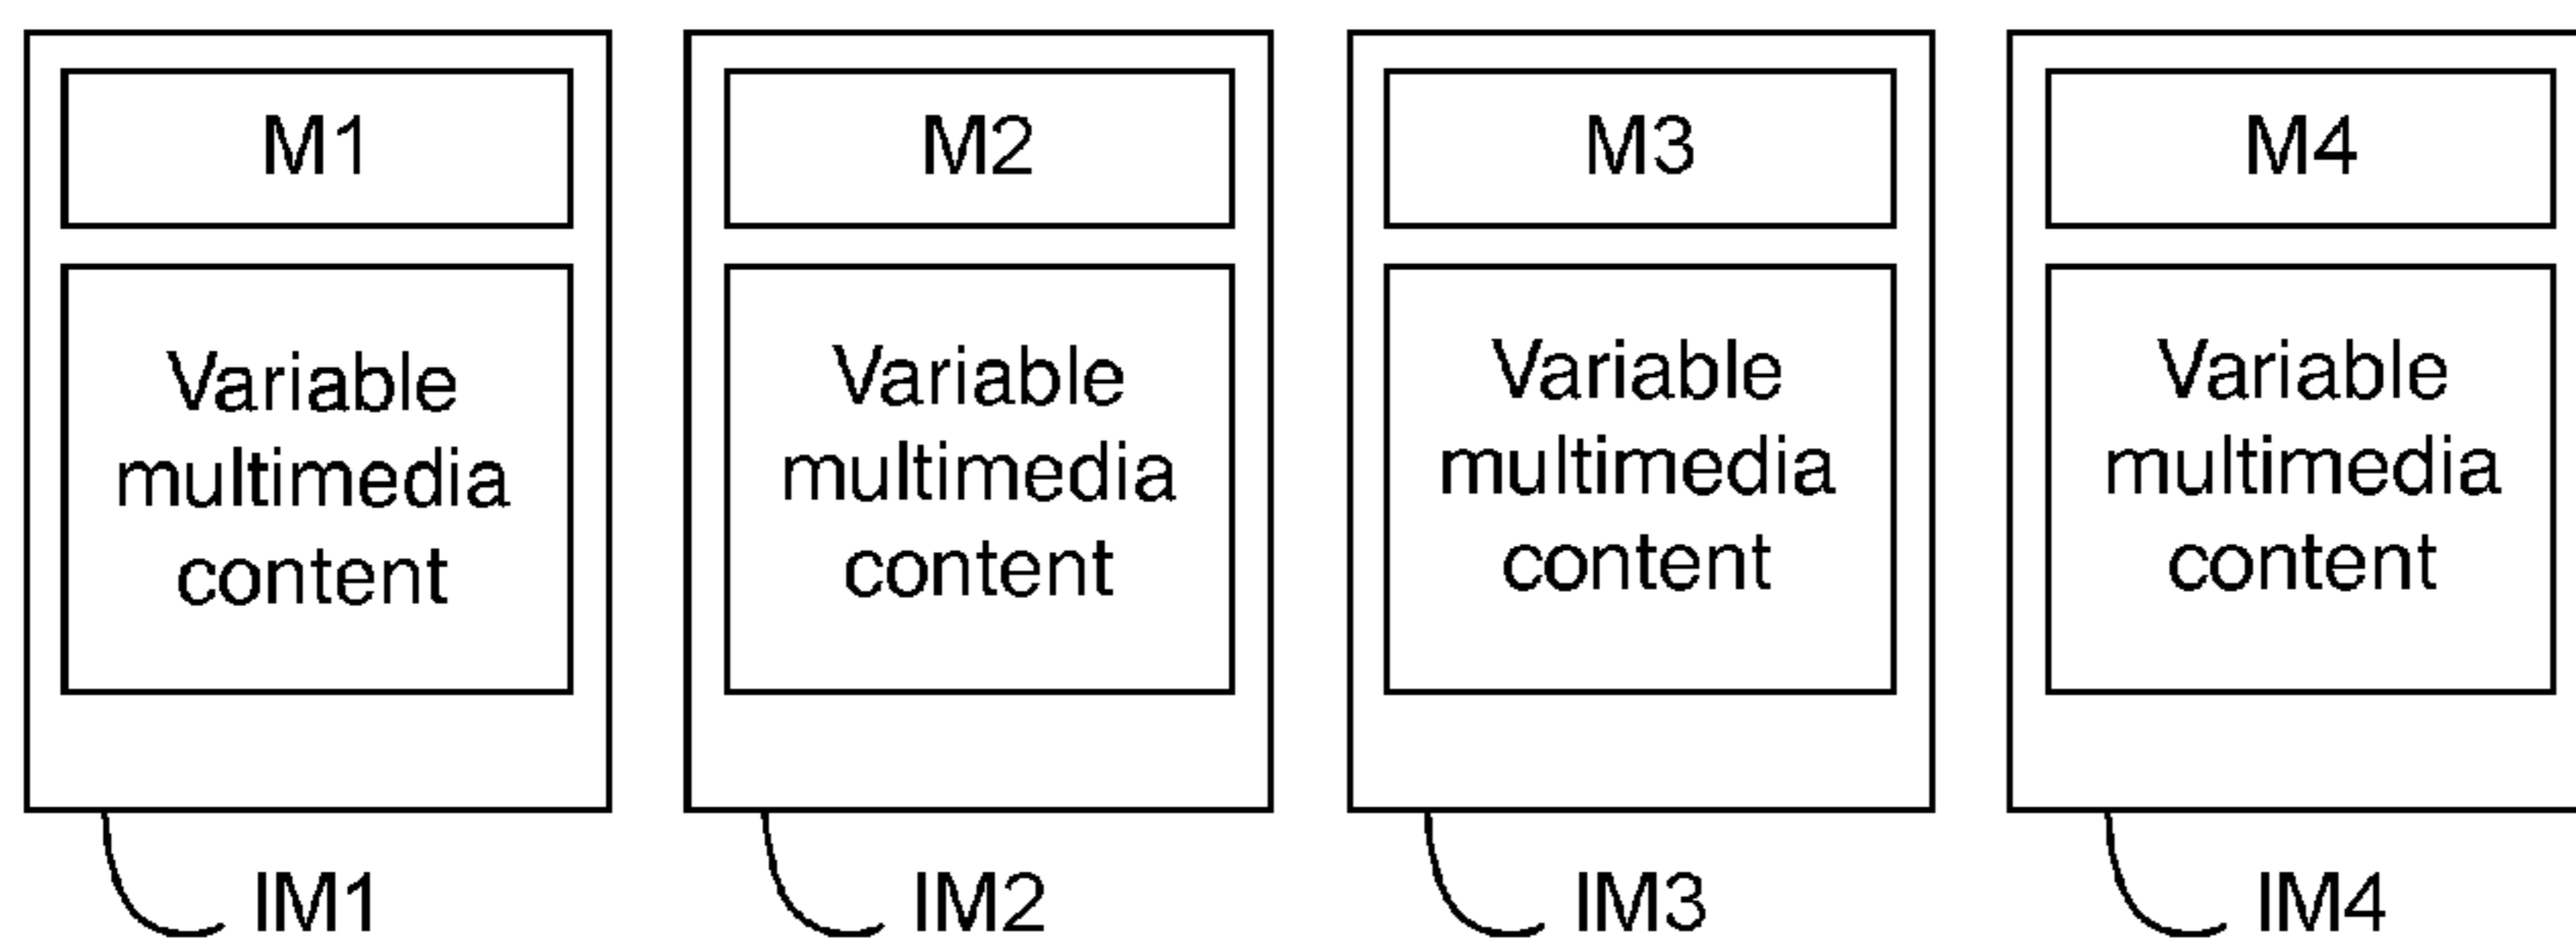 M1
Variable
multimedia
content
IM1
M2
Variable
multimedia
content
IM2
M3
Variable
multimedia
content
IM3
M4
Variable
multimedia
content
IM4